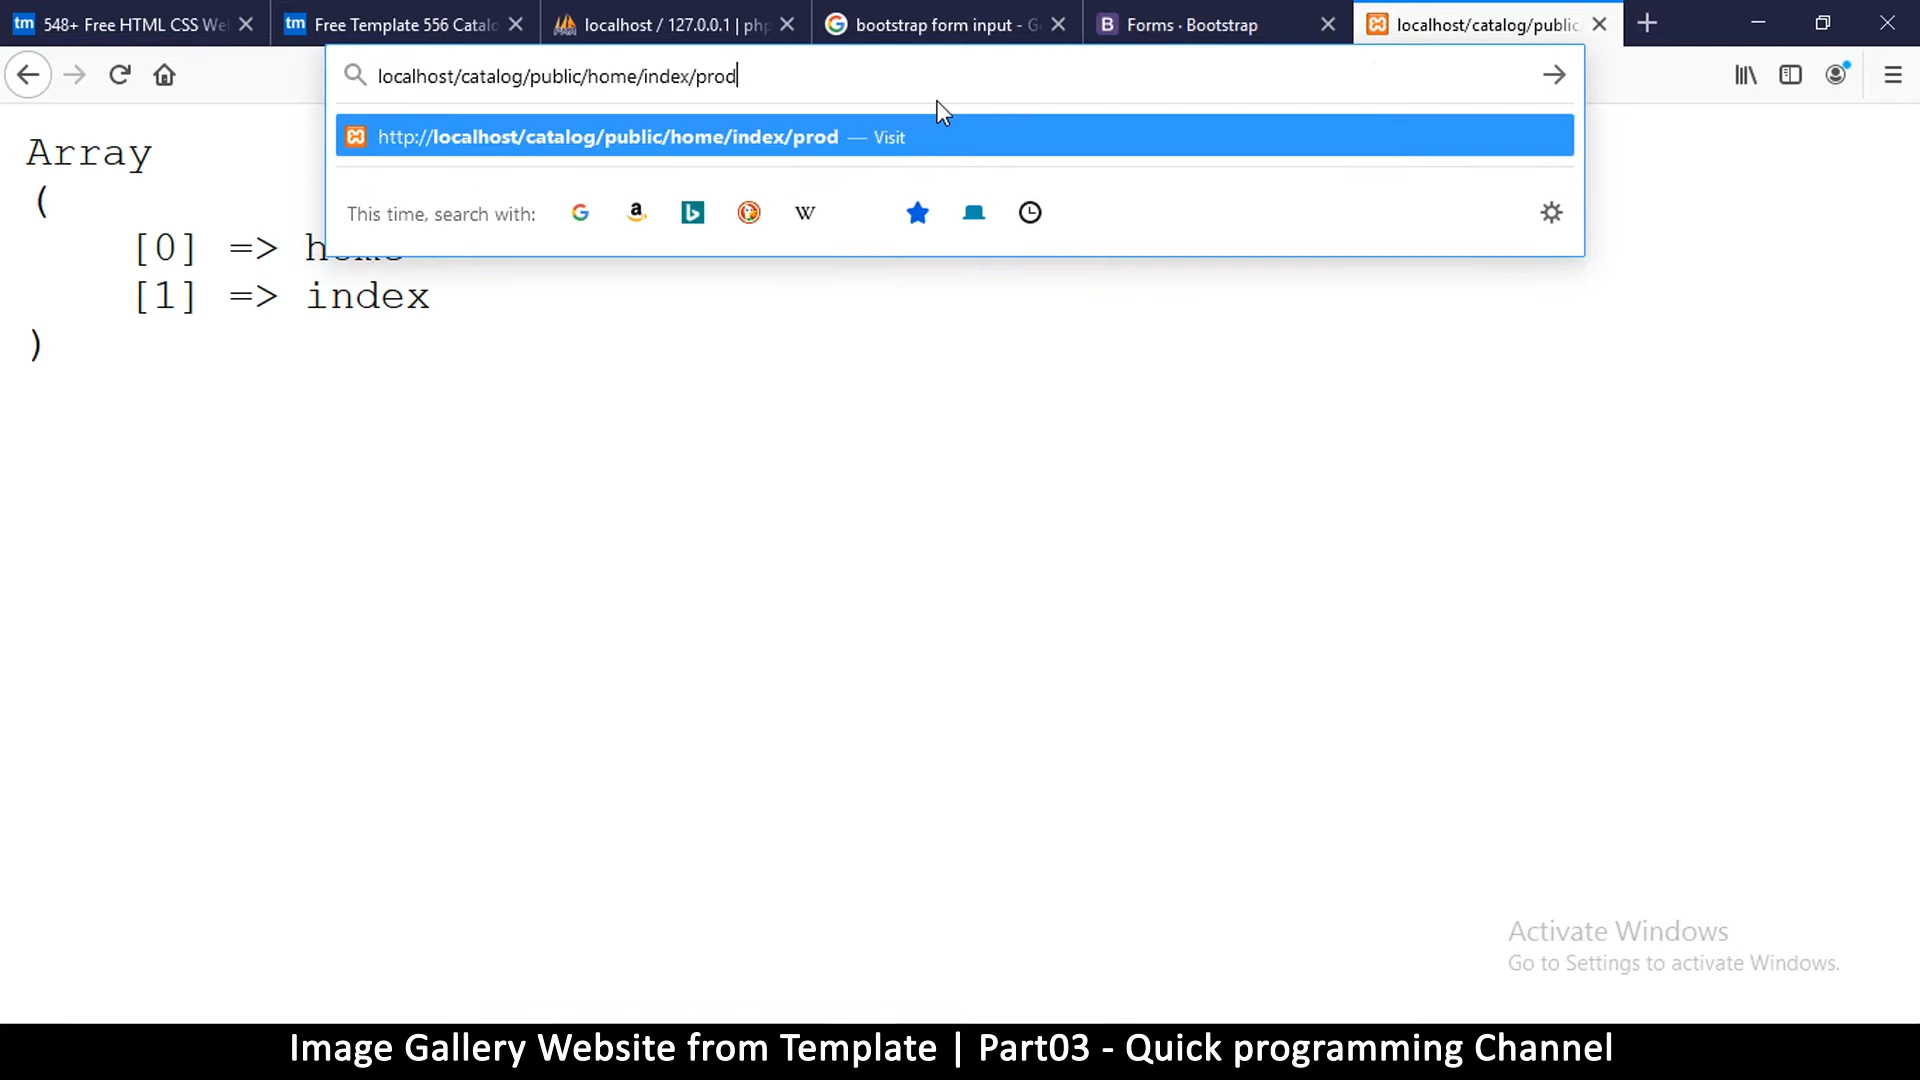 548+ Free HTML CSS We
Free Template 556 Catalo
localhost / 127.0.0.1 | php
bootstrap form input - G
Forms · Bootstrap
localhost/catalog/public
localhost/catalog/public/home/index/prod
http://localhost/catalog/public/home/index/prod — Visit
This time, search with:
Array
(
[0] => home
[1] => index
)
Activate Windows
Go to Settings to activate Windows.
Image Gallery Website from Template | Part03 - Quick programming Channel